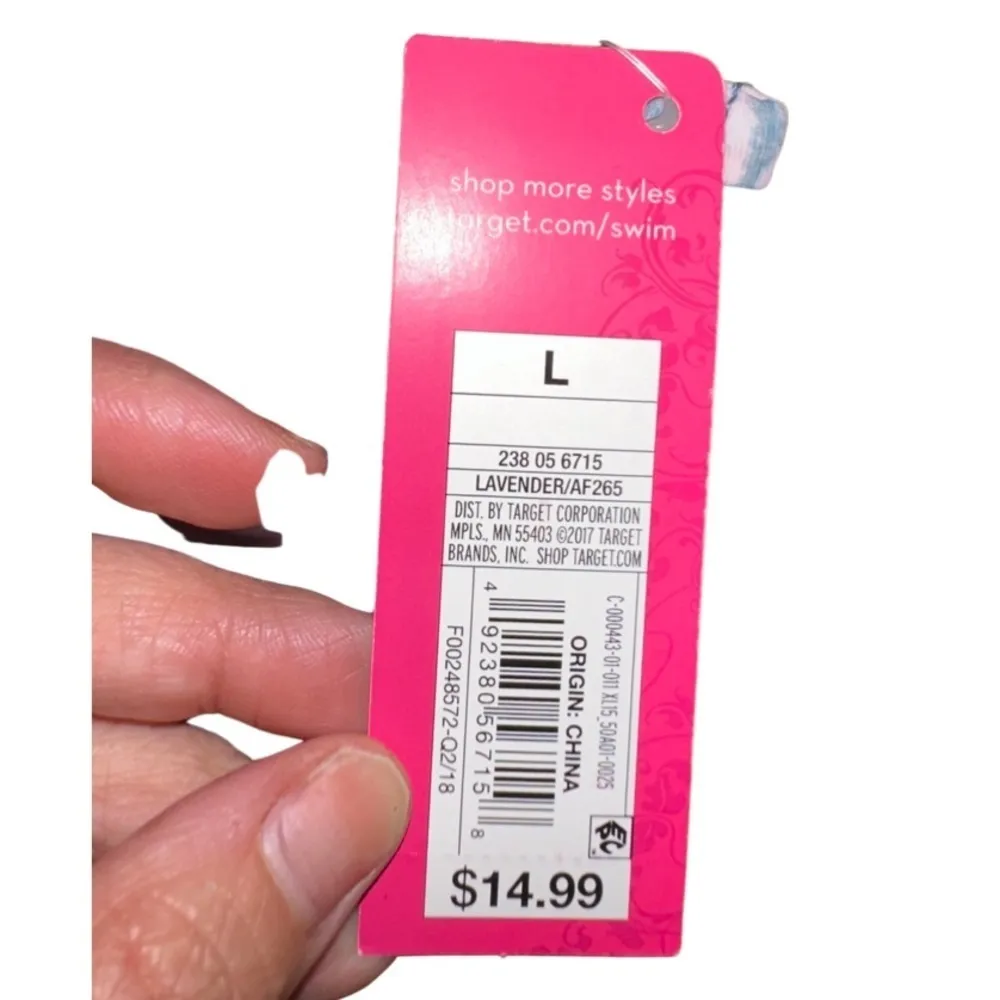 shop more styles
target.com/swim
L
238 05 6715
LAVENDER/AF265
DIST. BY TARGET CORPORATION
MPLS., MN 55403 ©2017 TARGET
BRANDS, INC. SHOP TARGET.COM
C-000443-01-011 XL15_50A01-0025
ORIGIN: CHINA
4 92380 56715 8
F00248572-Q2/18
EPC
$14.99